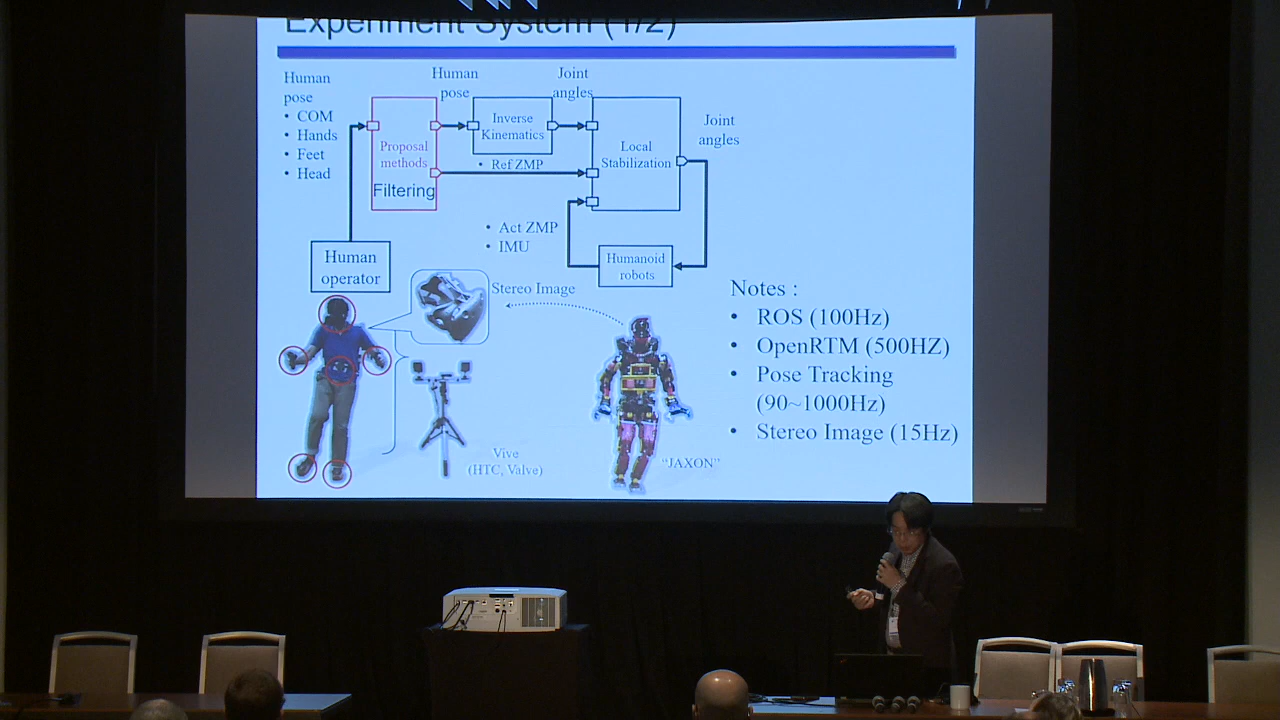 Experiment System (1/2)
Human
pose
• COM
• Hands
• Feet
• Head
Human
pose
Joint
angles
Proposal
methods
Filtering
Inverse
Kinematics
• Ref ZMP
Local
Stabilization
Joint
angles
• Act ZMP
• IMU
Human
operator
Humanoid
robots
Stereo Image
Vive
(HTC, Valve)
“JAXON”
Notes :
• ROS (100Hz)
• OpenRTM (500HZ)
• Pose Tracking
(90~1000Hz)
• Stereo Image (15Hz)